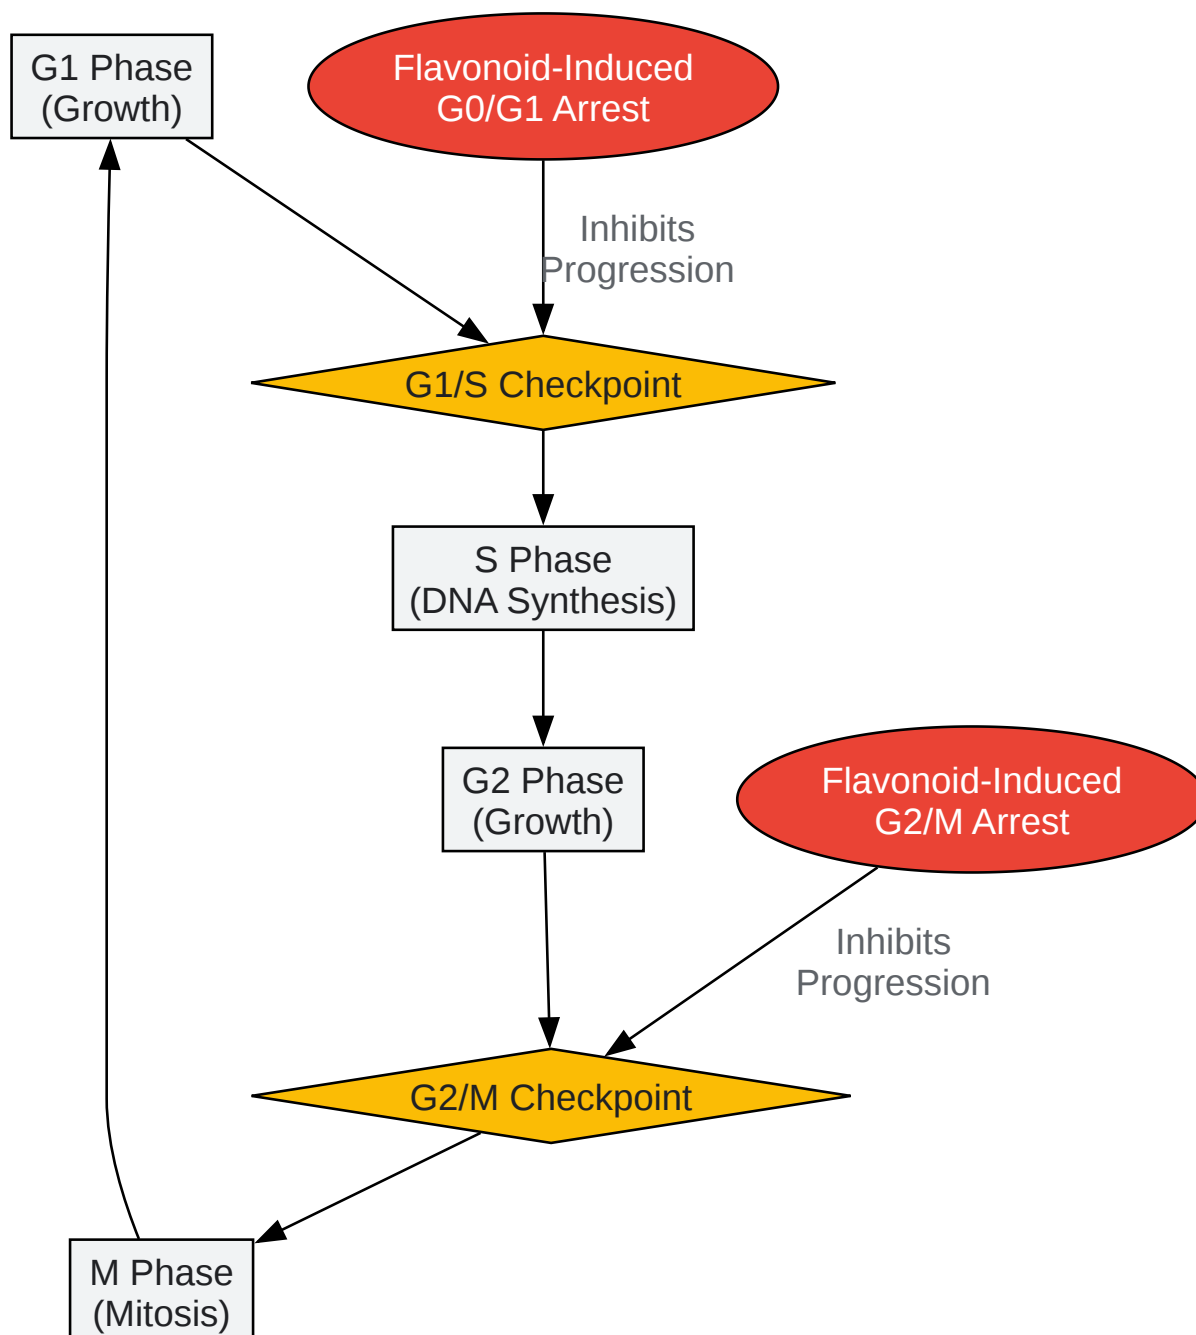 G1 Phase
(Growth)
Flavonoid-Induced
G0/G1 Arrest
Inhibits
Progression
G1/S Checkpoint
S Phase
(DNA Synthesis)
G2 Phase
(Growth)
Flavonoid-Induced
G2/M Arrest
Inhibits
Progression
G2/M Checkpoint
M Phase
(Mitosis)